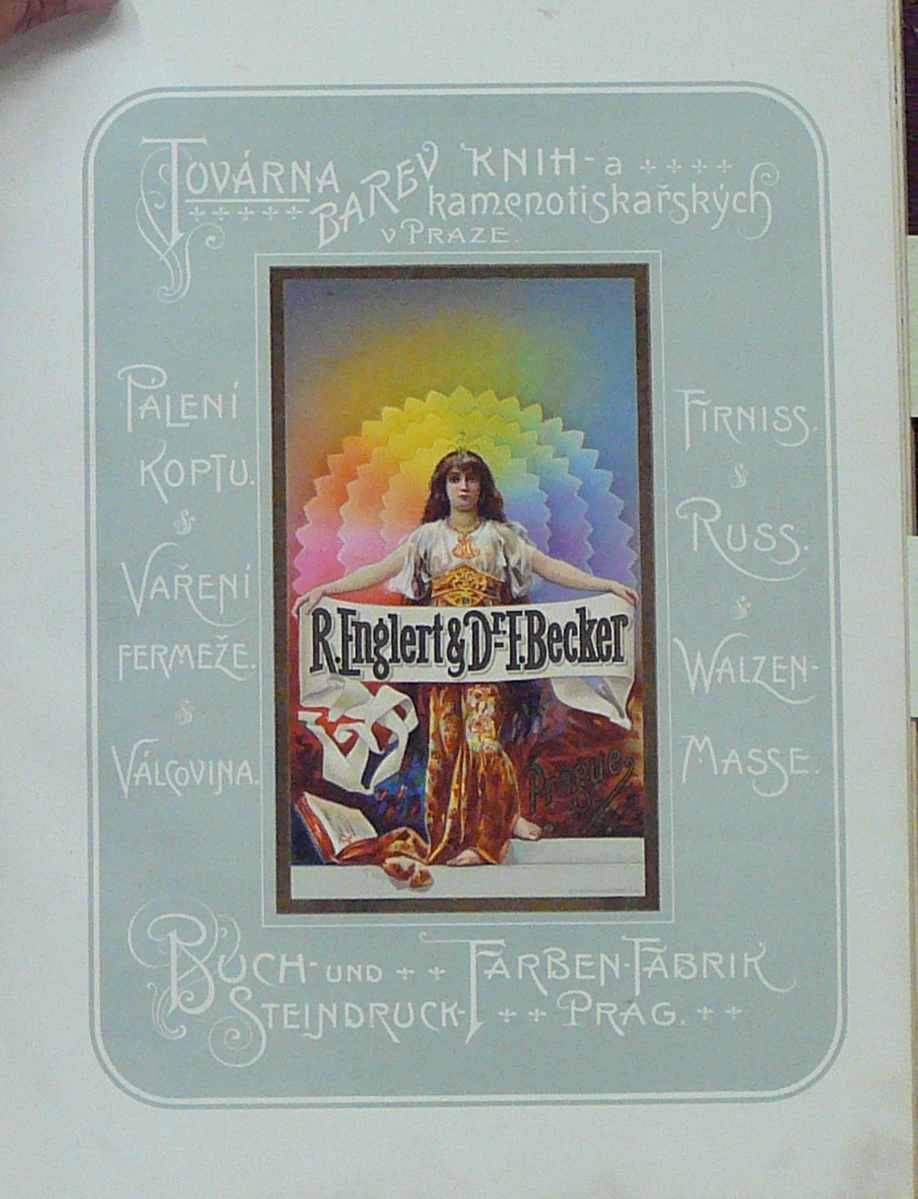 TOVÁRNA BAREV KNIH- a
kamenotiskařských
v PRAZE.
PÁLENÍ
KOPTU.
&
VAŘENÍ
FERMEŽE.
&
VÁLCOVINA.
FIRNISS.
&
RUSS.
&
WALZEN-
MASSE.
R. Englert & Dr. F. Becker
Prague
BUCH- UND
STEINDRUCK-
FARBEN-FABRIK
PRAG.